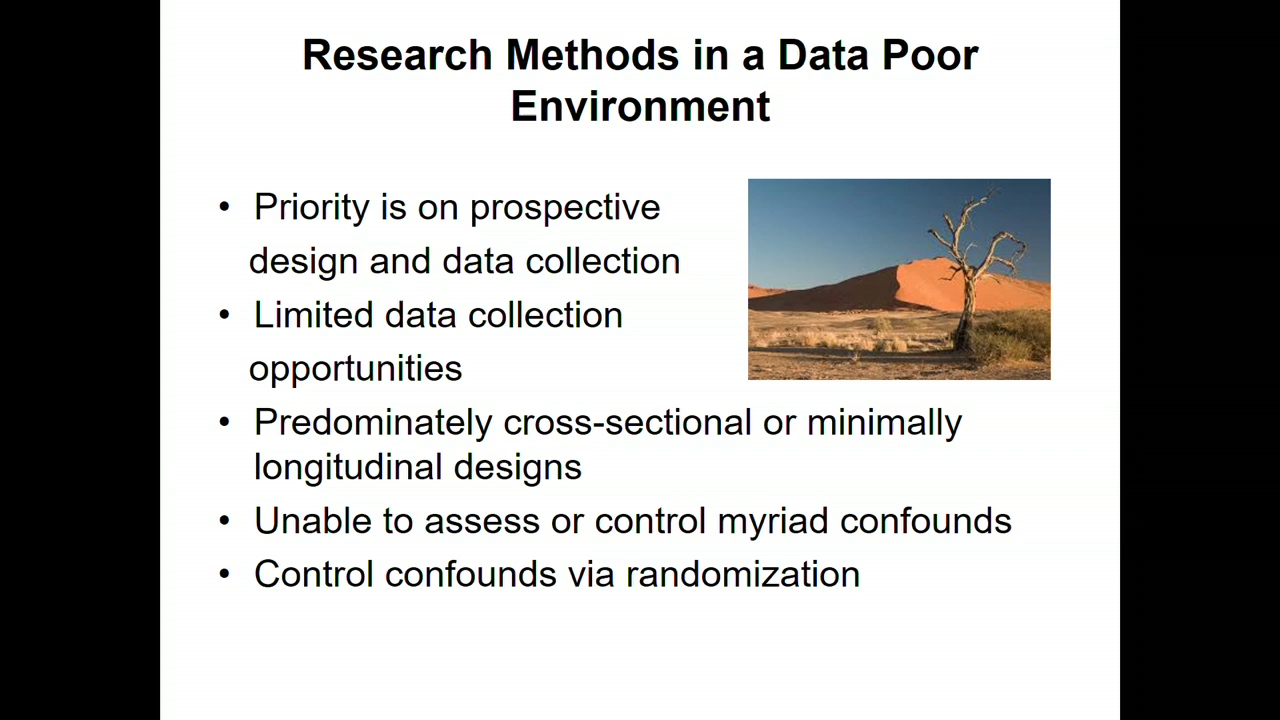 Research Methods in a Data Poor
Environment
• Priority is on prospective
design and data collection
• Limited data collection
opportunities
• Predominately cross-sectional or minimally
longitudinal designs
• Unable to assess or control myriad confounds
• Control confounds via randomization